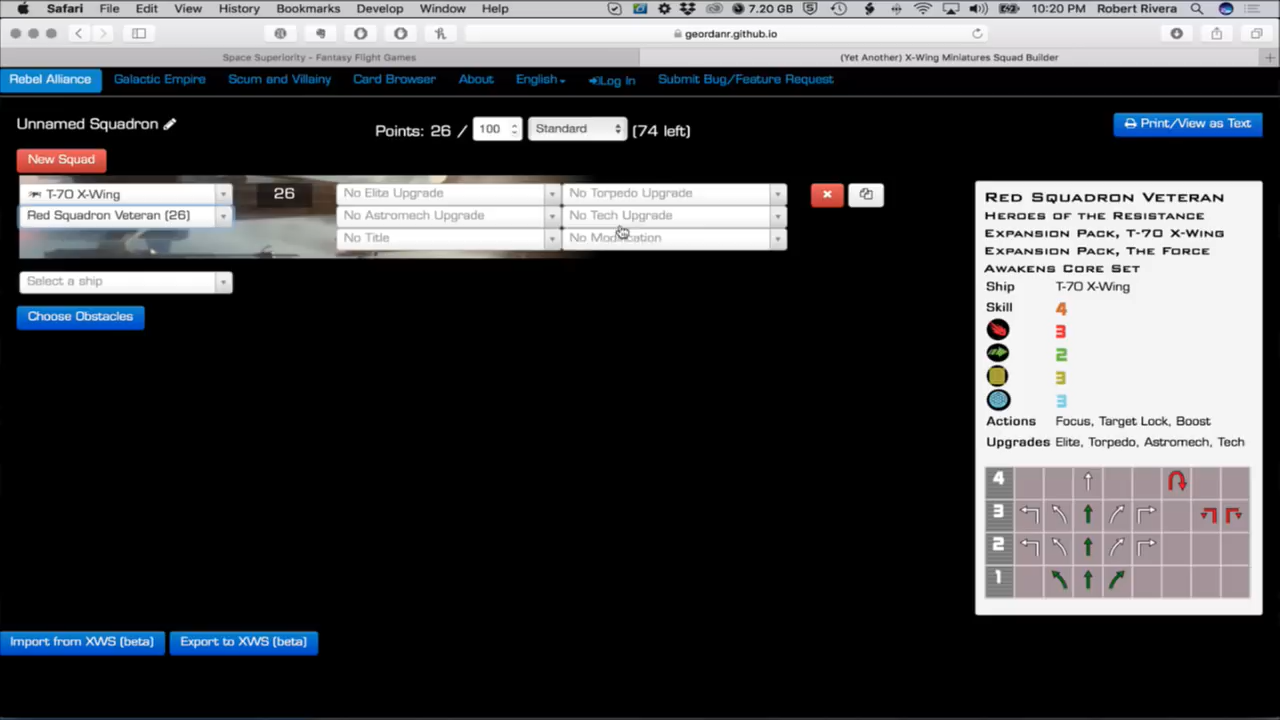 Safari File Edit View History Bookmarks Develop Window Help 7.20 GB 10:20 PM Robert Rivera
geordanr.github.io
Space Superiority - Fantasy Flight Games (Yet Another) X-Wing Miniatures Squad Builder
Rebel Alliance Galactic Empire Scum and Villainy Card Browser About English Log In Submit Bug/Feature Request
Unnamed Squadron Points: 26 / 100 Standard (74 left) Print/View as Text
New Squad
T-70 X-Wing 26 No Elite Upgrade No Torpedo Upgrade
Red Squadron Veteran (26) No Astromech Upgrade No Tech Upgrade
No Title No Modification
Select a ship
Choose Obstacles
Red Squadron Veteran
Heroes of the Resistance
Expansion Pack, T-70 X-Wing
Expansion Pack, The Force
Awakens Core Set
Ship T-70 X-Wing
Skill 4
3
2
3
3
Actions Focus, Target Lock, Boost
Upgrades Elite, Torpedo, Astromech, Tech
4
3
2
1
Import from XWS (beta) Export to XWS (beta)